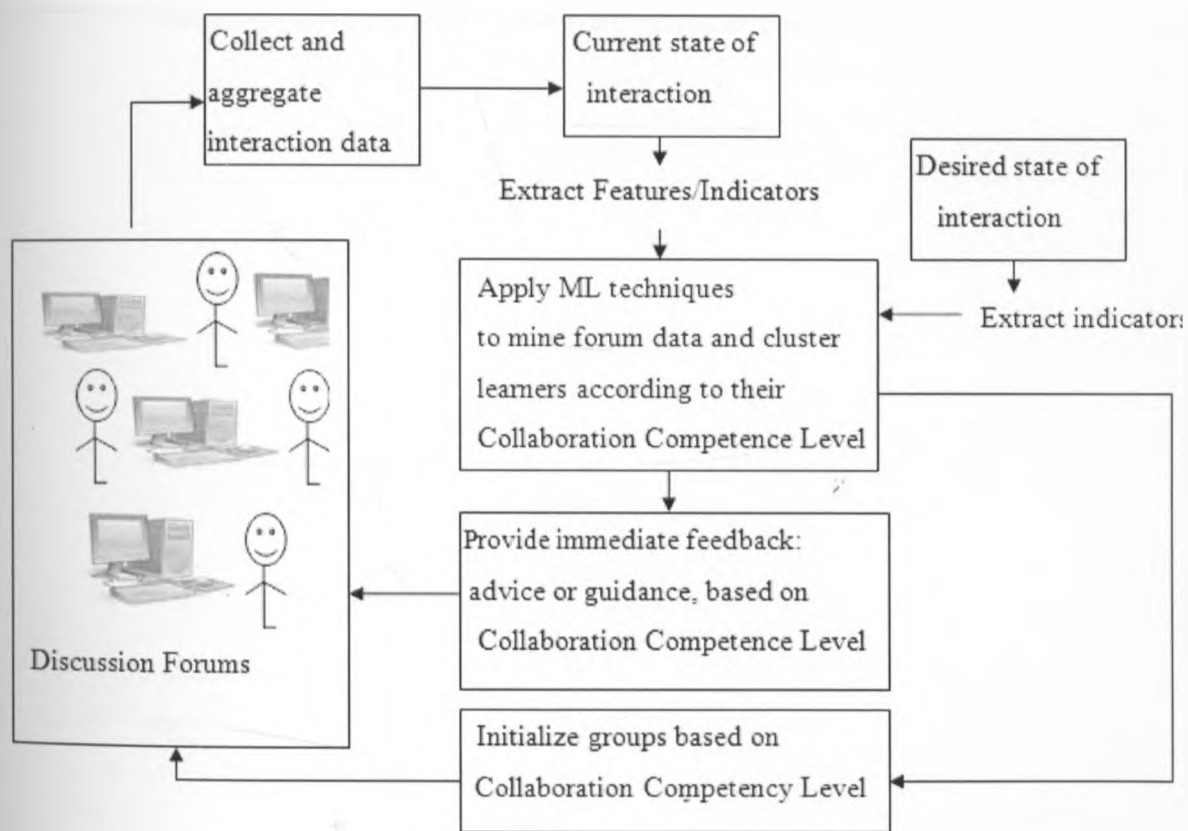 Collect and
aggregate
interaction data
Current state of
interaction
Extract Features/Indicators
Desired state of
interaction
Extract indicators
Apply ML techniques
to mine forum data and cluster
learners according to their
Collaboration Competence Level
Provide immediate feedback:
advice or guidance, based on
Collaboration Competence Level
Discussion Forums
Initialize groups based on
Collaboration Competency Level